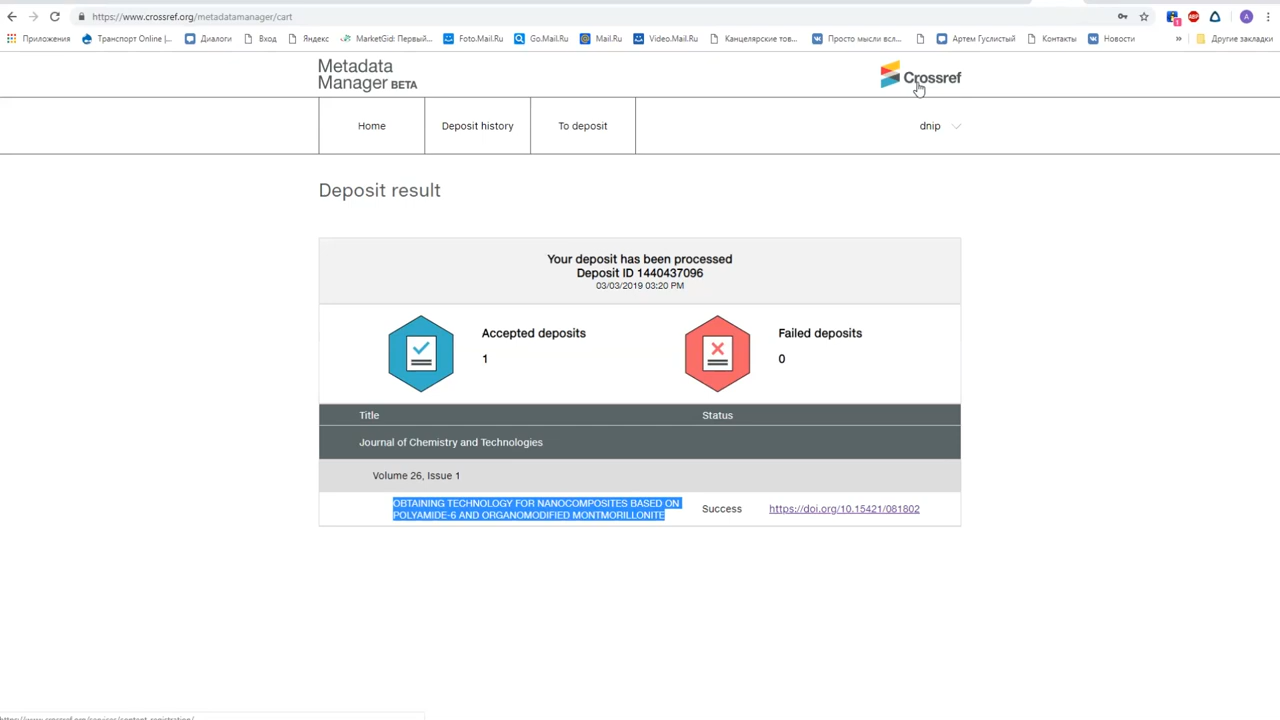 https://www.crossref.org/metadatamanager/cart
Приложения
Транспорт Online |...
Диалоги
Вход
Яндекс
MarketGid: Первый...
Foto.Mail.Ru
Go.Mail.Ru
Mail.Ru
Video.Mail.Ru
Канцелярские тов...
Просто мысли всл...
Артем Гуслистый
Контакты
Новости
»
Другие закладки
1
ABP
A
Metadata
Manager BETA
Crossref
Home
Deposit history
To deposit
dnip
Deposit result
Your deposit has been processed
Deposit ID 1440437096
03/03/2019 03:20 PM
Accepted deposits
1
Failed deposits
0
Title
Status
Journal of Chemistry and Technologies
Volume 26, Issue 1
OBTAINING TECHNOLOGY FOR NANOCOMPOSITES BASED ON
POLYAMIDE-6 AND ORGANOMODIFIED MONTMORILLONITE
Success
https://doi.org/10.15421/081802